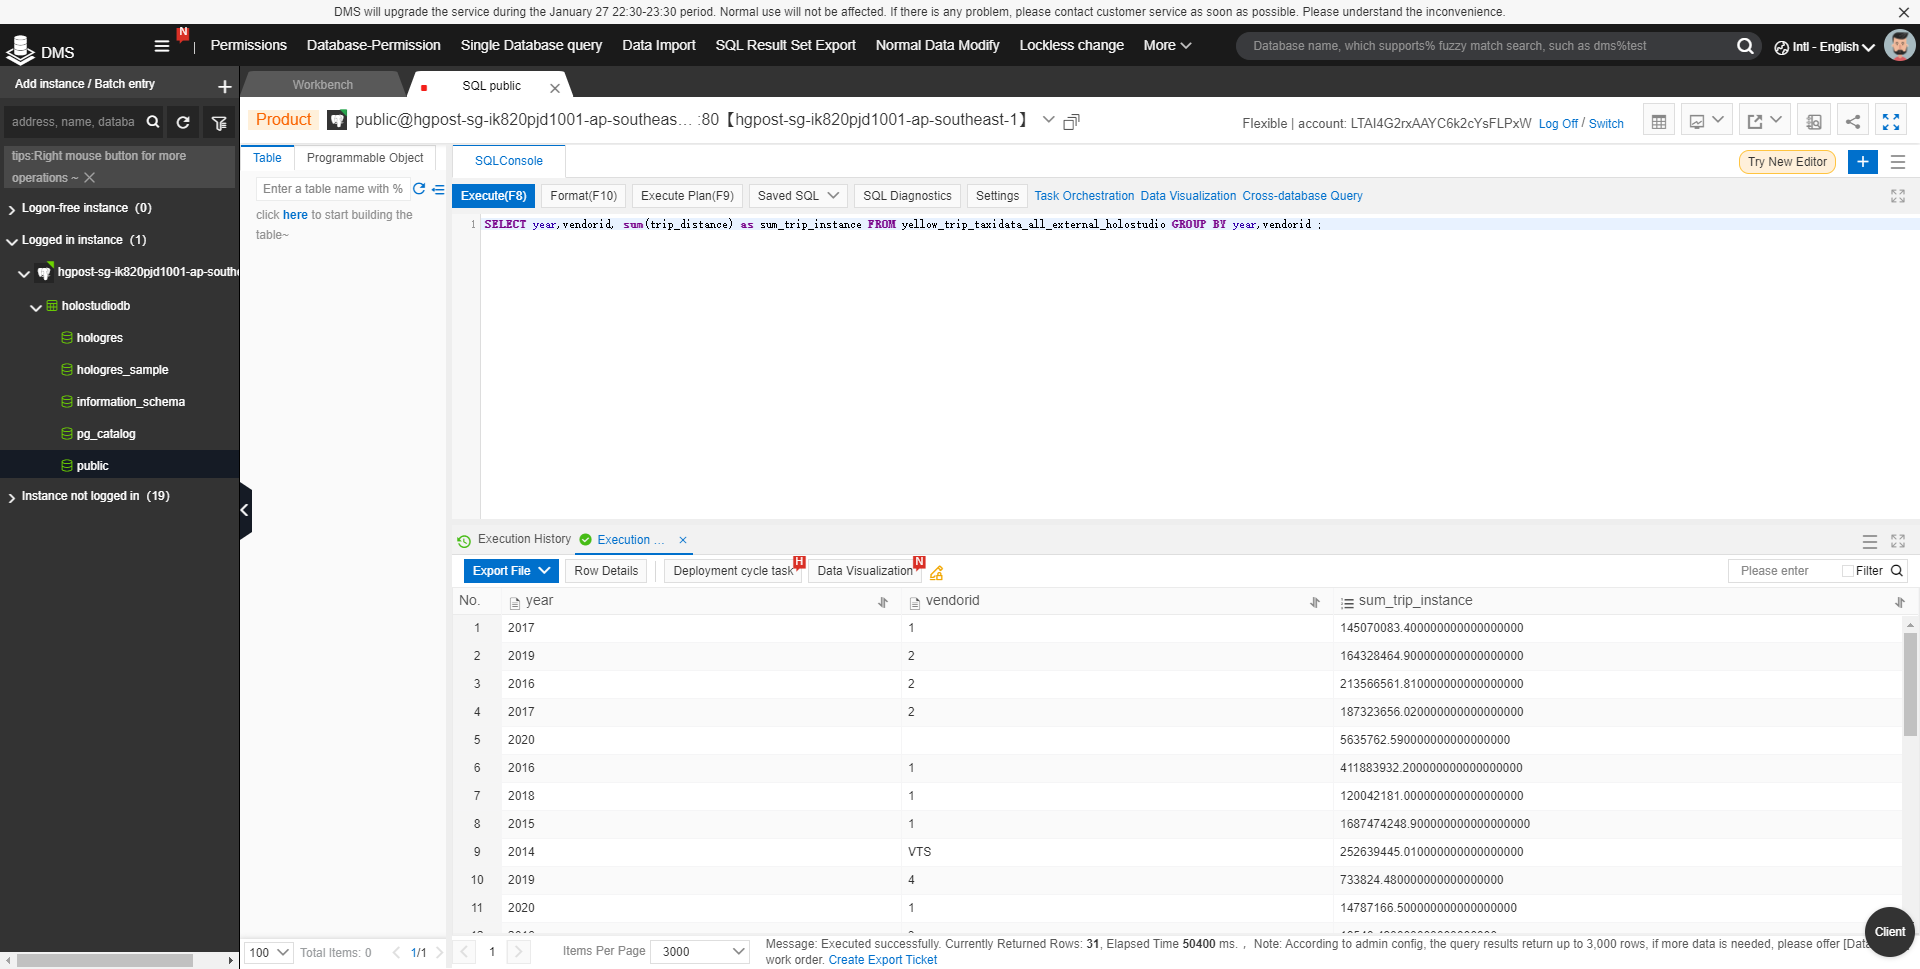 DMS will upgrade the service during the January 27 22:30-23:30 period. Normal use will not be affected. If there is any problem, please contact customer service as soon as possible. Please understand the inconvenience.
DMS
N
Permissions Database-Permission Single Database query Data Import SQL Result Set Export Normal Data Modify Lockless change More
Database name, which supports% fuzzy match search, such as dms%test
Intl - English
Add instance / Batch entry
Workbench
SQL public
address, name, databa
tips:Right mouse button for more
operations ~
Logon-free instance (0)
Logged in instance (1)
hgpost-sg-ik820pjd1001-ap-southe
holostudiodb
hologres
hologres_sample
information_schema
pg_catalog
public
Instance not logged in (19)
Product public@hgpost-sg-ik820pjd1001-ap-southeas... :80【hgpost-sg-ik820pjd1001-ap-southeast-1】
Flexible | account: LTAI4G2rxAAYC6k2cYsFLPxW Log Off / Switch
Table Programmable Object
Enter a table name with %
click here to start building the
table~
SQLConsole
Try New Editor
Execute(F8) Format(F10) Execute Plan(F9) Saved SQL SQL Diagnostics Settings Task Orchestration Data Visualization Cross-database Query
1 SELECT year,vendorid, sum(trip_distance) as sum_trip_instance FROM yellow_trip_taxidata_all_external_holostudio GROUP BY year,vendorid ;
Execution History Execution ...
Export File Row Details Deployment cycle task H Data Visualization N
Please enter Filter
No. year vendorid sum_trip_instance
1 2017 1 145070083.400000000000000000
2 2019 2 164328464.900000000000000000
3 2016 2 213566561.810000000000000000
4 2017 2 187323656.020000000000000000
5 2020 5635762.590000000000000000
6 2016 1 411883932.200000000000000000
7 2018 1 120042181.000000000000000000
8 2015 1 1687474248.900000000000000000
9 2014 VTS 252639445.010000000000000000
10 2019 4 733824.480000000000000000
11 2020 1 14787166.500000000000000000
100 Total Items: 0 1/1
1 Items Per Page 3000
Message: Executed successfully. Currently Returned Rows: 31, Elapsed Time 50400 ms. , Note: According to admin config, the query results return up to 3,000 rows, if more data is needed, please offer [Data
work order. Create Export Ticket
Client